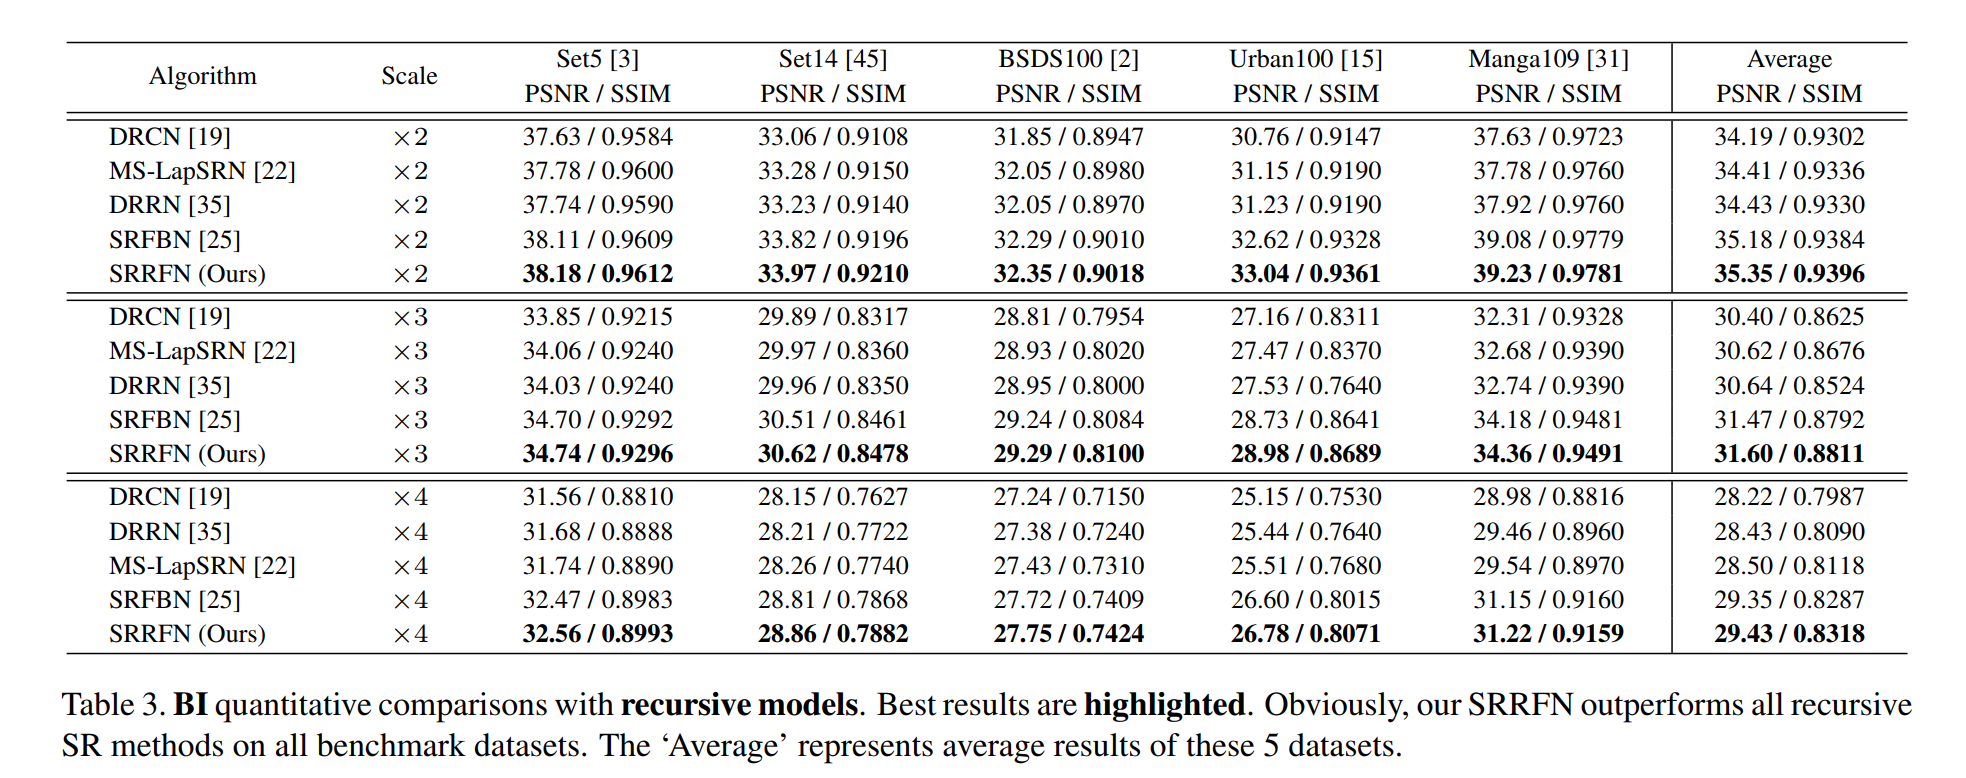 Algorithm Scale Set5 [3] Set14 [45] BSDS100 [2] Urban100 [15] Manga109 [31] Average
PSNR / SSIM PSNR / SSIM PSNR / SSIM PSNR / SSIM PSNR / SSIM PSNR / SSIM
DRCN [19] ×2 37.63 / 0.9584 33.06 / 0.9108 31.85 / 0.8947 30.76 / 0.9147 37.63 / 0.9723 34.19 / 0.9302
MS-LapSRN [22] ×2 37.78 / 0.9600 33.28 / 0.9150 32.05 / 0.8980 31.15 / 0.9190 37.78 / 0.9760 34.41 / 0.9336
DRRN [35] ×2 37.74 / 0.9590 33.23 / 0.9140 32.05 / 0.8970 31.23 / 0.9190 37.92 / 0.9760 34.43 / 0.9330
SRFBN [25] ×2 38.11 / 0.9609 33.82 / 0.9196 32.29 / 0.9010 32.62 / 0.9328 39.08 / 0.9779 35.18 / 0.9384
SRRFN (Ours) ×2 38.18 / 0.9612 33.97 / 0.9210 32.35 / 0.9018 33.04 / 0.9361 39.23 / 0.9781 35.35 / 0.9396
DRCN [19] ×3 33.85 / 0.9215 29.89 / 0.8317 28.81 / 0.7954 27.16 / 0.8311 32.31 / 0.9328 30.40 / 0.8625
MS-LapSRN [22] ×3 34.06 / 0.9240 29.97 / 0.8360 28.93 / 0.8020 27.47 / 0.8370 32.68 / 0.9390 30.62 / 0.8676
DRRN [35] ×3 34.03 / 0.9240 29.96 / 0.8350 28.95 / 0.8000 27.53 / 0.7640 32.74 / 0.9390 30.64 / 0.8524
SRFBN [25] ×3 34.70 / 0.9292 30.51 / 0.8461 29.24 / 0.8084 28.73 / 0.8641 34.18 / 0.9481 31.47 / 0.8792
SRRFN (Ours) ×3 34.74 / 0.9296 30.62 / 0.8478 29.29 / 0.8100 28.98 / 0.8689 34.36 / 0.9491 31.60 / 0.8811
DRCN [19] ×4 31.56 / 0.8810 28.15 / 0.7627 27.24 / 0.7150 25.15 / 0.7530 28.98 / 0.8816 28.22 / 0.7987
DRRN [35] ×4 31.68 / 0.8888 28.21 / 0.7722 27.38 / 0.7240 25.44 / 0.7640 29.46 / 0.8960 28.43 / 0.8090
MS-LapSRN [22] ×4 31.74 / 0.8890 28.26 / 0.7740 27.43 / 0.7310 25.51 / 0.7680 29.54 / 0.8970 28.50 / 0.8118
SRFBN [25] ×4 32.47 / 0.8983 28.81 / 0.7868 27.72 / 0.7409 26.60 / 0.8015 31.15 / 0.9160 29.35 / 0.8287
SRRFN (Ours) ×4 32.56 / 0.8993 28.86 / 0.7882 27.75 / 0.7424 26.78 / 0.8071 31.22 / 0.9159 29.43 / 0.8318
Table 3. BI quantitative comparisons with recursive models. Best results are highlighted. Obviously, our SRRFN outperforms all recursive
SR methods on all benchmark datasets. The ‘Average’ represents average results of these 5 datasets.